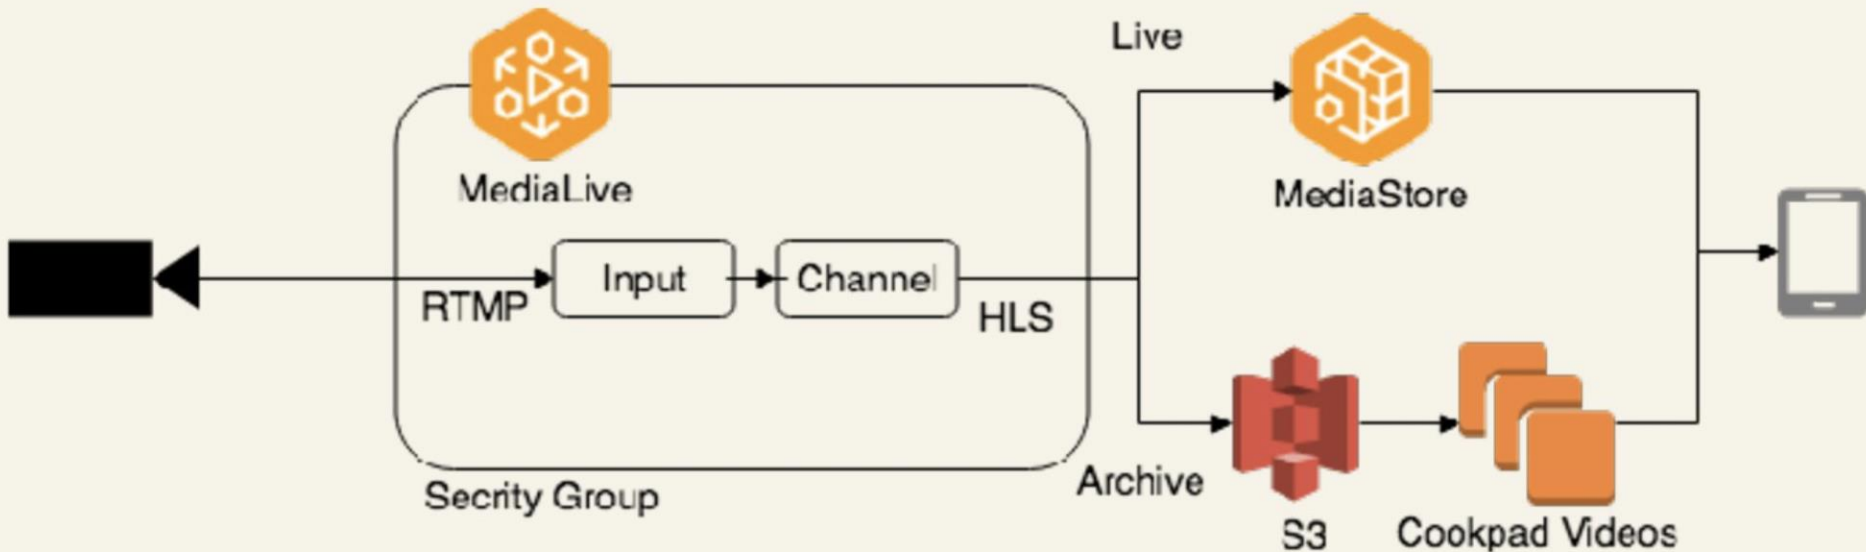 Live
MediaLive
MediaStore
Input
Channel
RTMP
HLS
Archive
Secrity Group
S3
Cookpad Videos